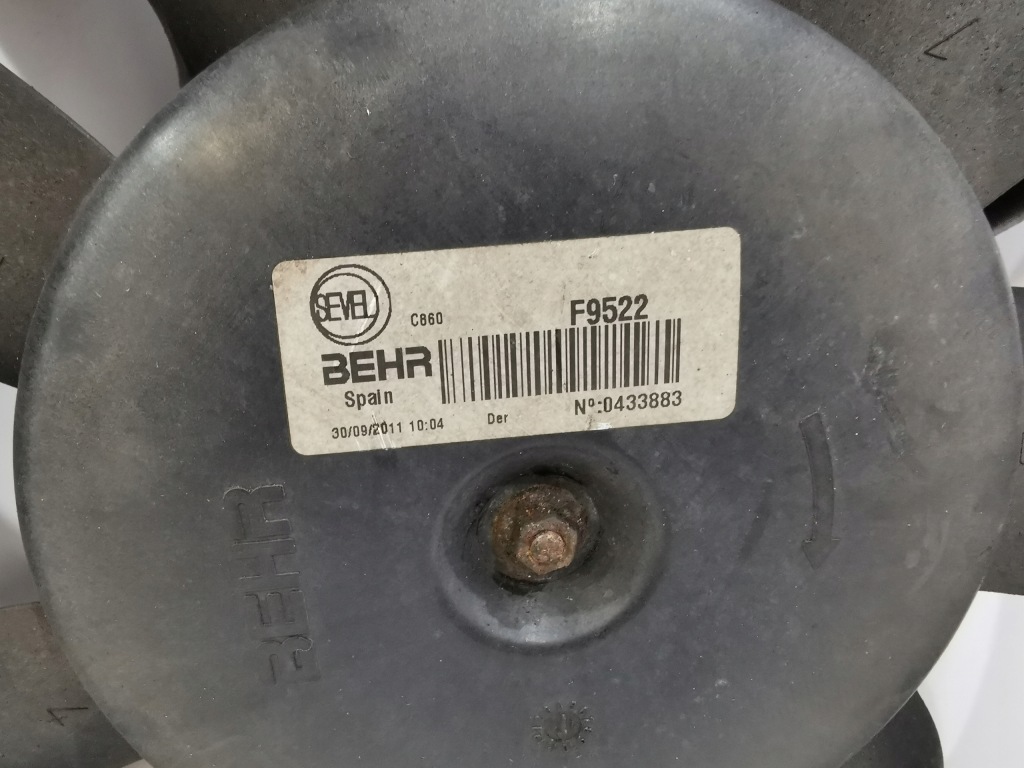 SEVEL
C860
F9522
BEHR
Spain
Nº:0433883
30/09/2011 10:04
Der
BEHR